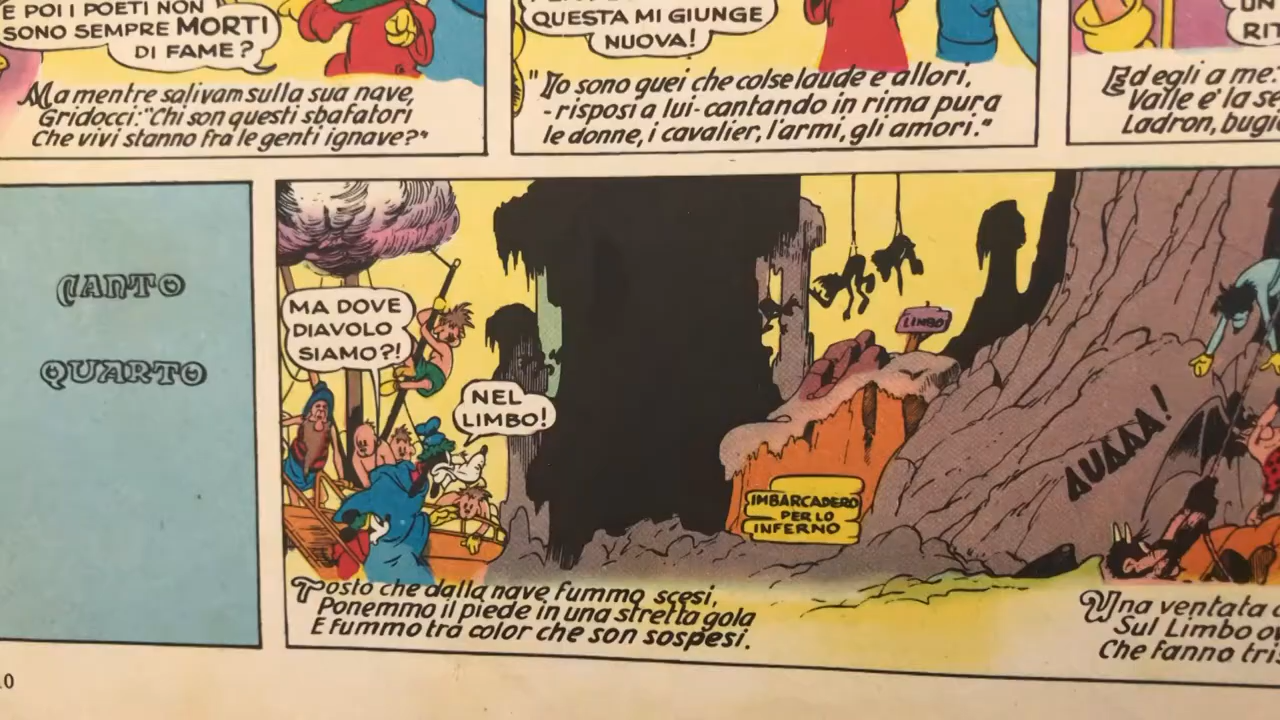 E POI I POETI NON
SONO SEMPRE MORTI
DI FAME?
QUESTA MI GIUNGE
NUOVA!
UN
RIT
Ma mentre salivam sulla sua nave,
Gridocci: "Chi son questi sbafatori
Che vivi stanno fra le genti ignave?"
"Io sono quei che colse laude e allori,
-risposi a lui- cantando in rima pura
le donne, i cavalier, l'armi, gli amori."
Ed egli a me:
Valle è la se
Ladron, bugi
CANTO
QUARTO
MA DOVE
DIAVOLO
SIAMO?!
NEL
LIMBO!
LIMBO
IMBARCADERO
PER LO
INFERNO
AUAAA!
Tosto che dalla nave fummo scesi,
Ponemmo il piede in una stretta gola
E fummo tra color che son sospesi.
Una ventata
Sul Limbo o
Che fanno tris
10